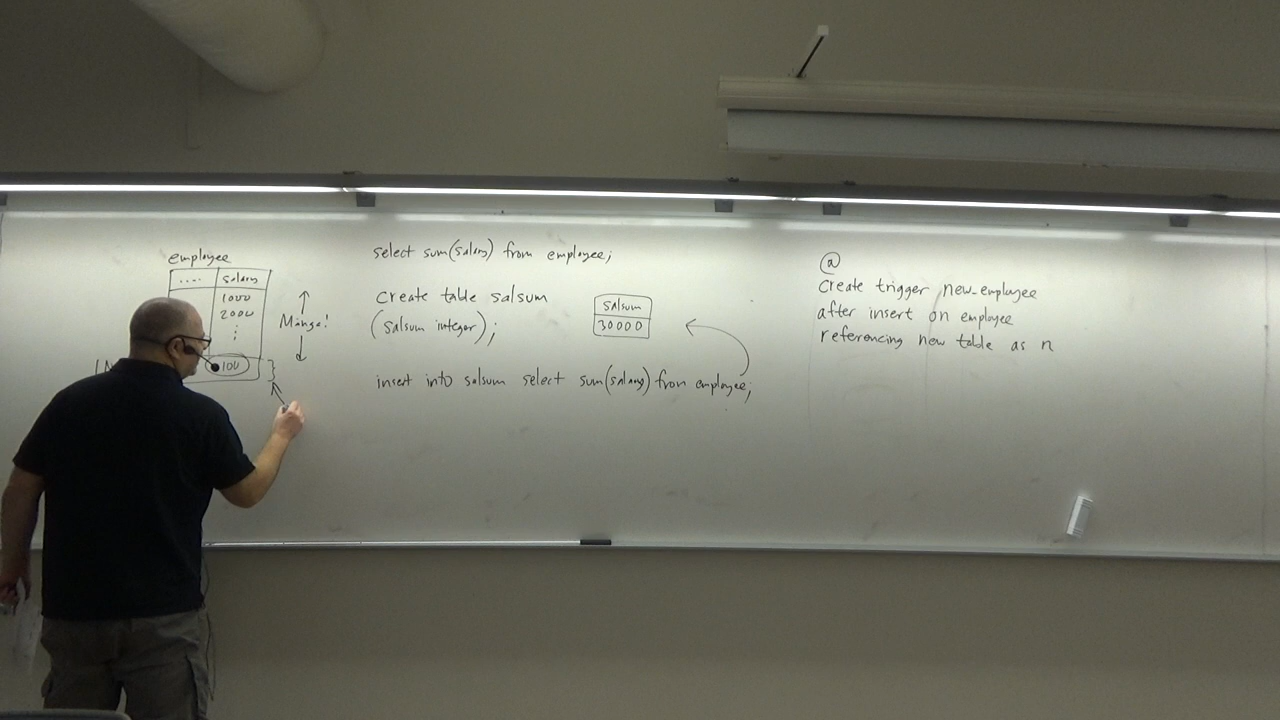 employee
.... salary
1000
2000
⋮
100
Många!
select sum(salary) from employee;
create table salsum
(salsum integer);
salsum
30000
insert into salsum select sum(salary) from employee;
@
create trigger new_employee
after insert on employee
referencing new table as n